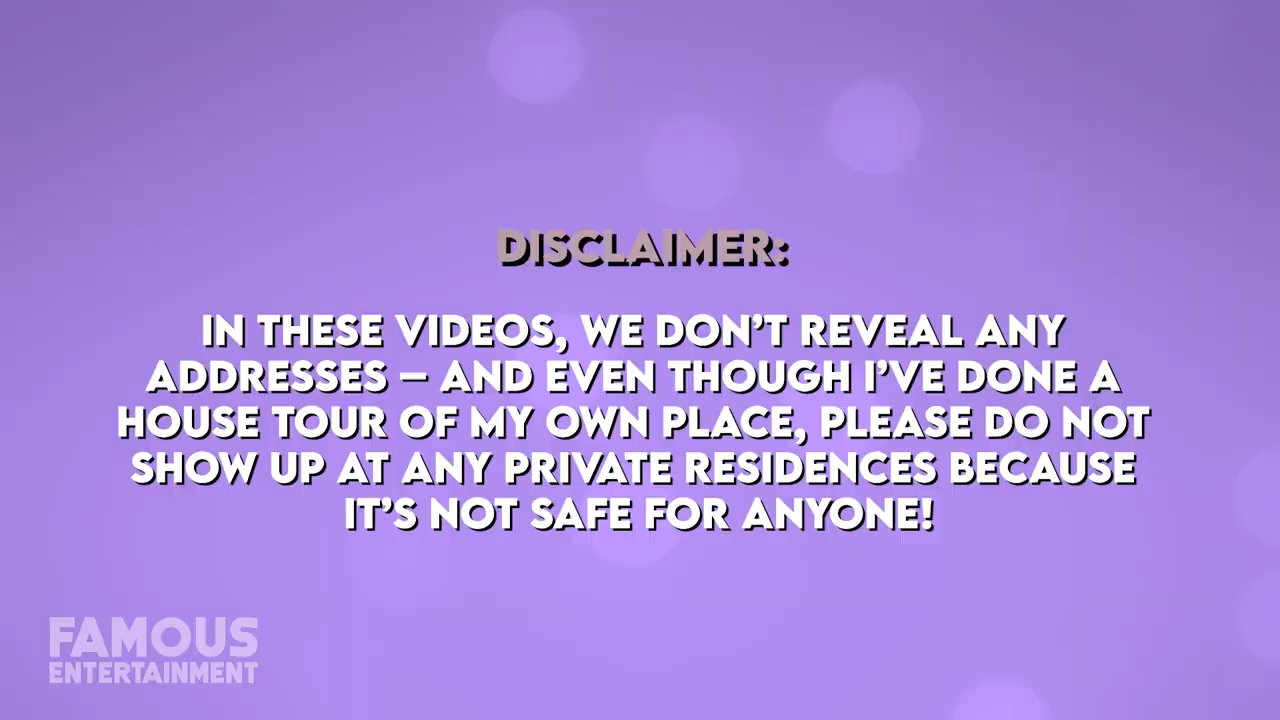 DISCLAIMER:
IN THESE VIDEOS, WE DON'T REVEAL ANY
ADDRESSES – AND EVEN THOUGH I'VE DONE A
HOUSE TOUR OF MY OWN PLACE, PLEASE DO NOT
SHOW UP AT ANY PRIVATE RESIDENCES BECAUSE
IT'S NOT SAFE FOR ANYONE!
FAMOUS
ENTERTAINMENT